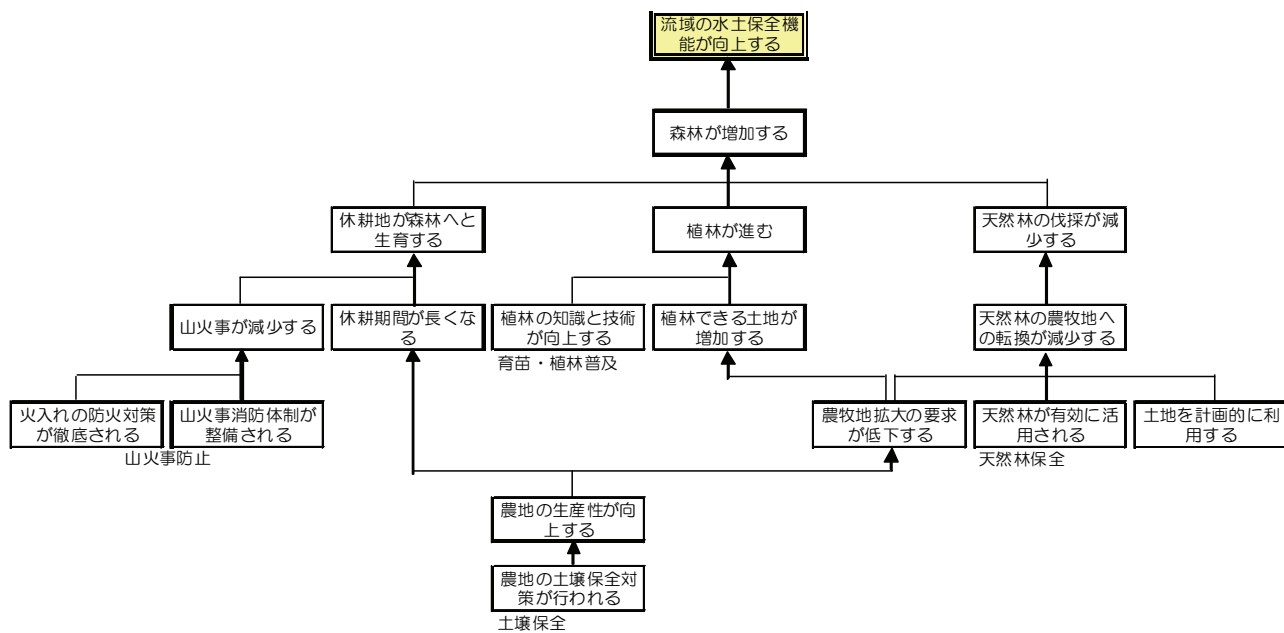 流域の水土保全機
能が向上する
森林が増加する
休耕地が森林へと
生育する
植林が進む
天然林の伐採が減
少する
山火事が減少する
休耕期間が長くな
る
植林の知識と技術
が向上する
植林できる土地が
増加する
天然林の農牧地へ
の転換が減少する
育苗・植林普及
火入れの防火対策
が徹底される
山火事消防体制が
整備される
農牧地拡大の要求
が低下する
天然林が有効に活
用される
土地を計画的に利
用する
山火事防止
天然林保全
農地の生産性が向
上する
農地の土壌保全対
策が行われる
土壌保全